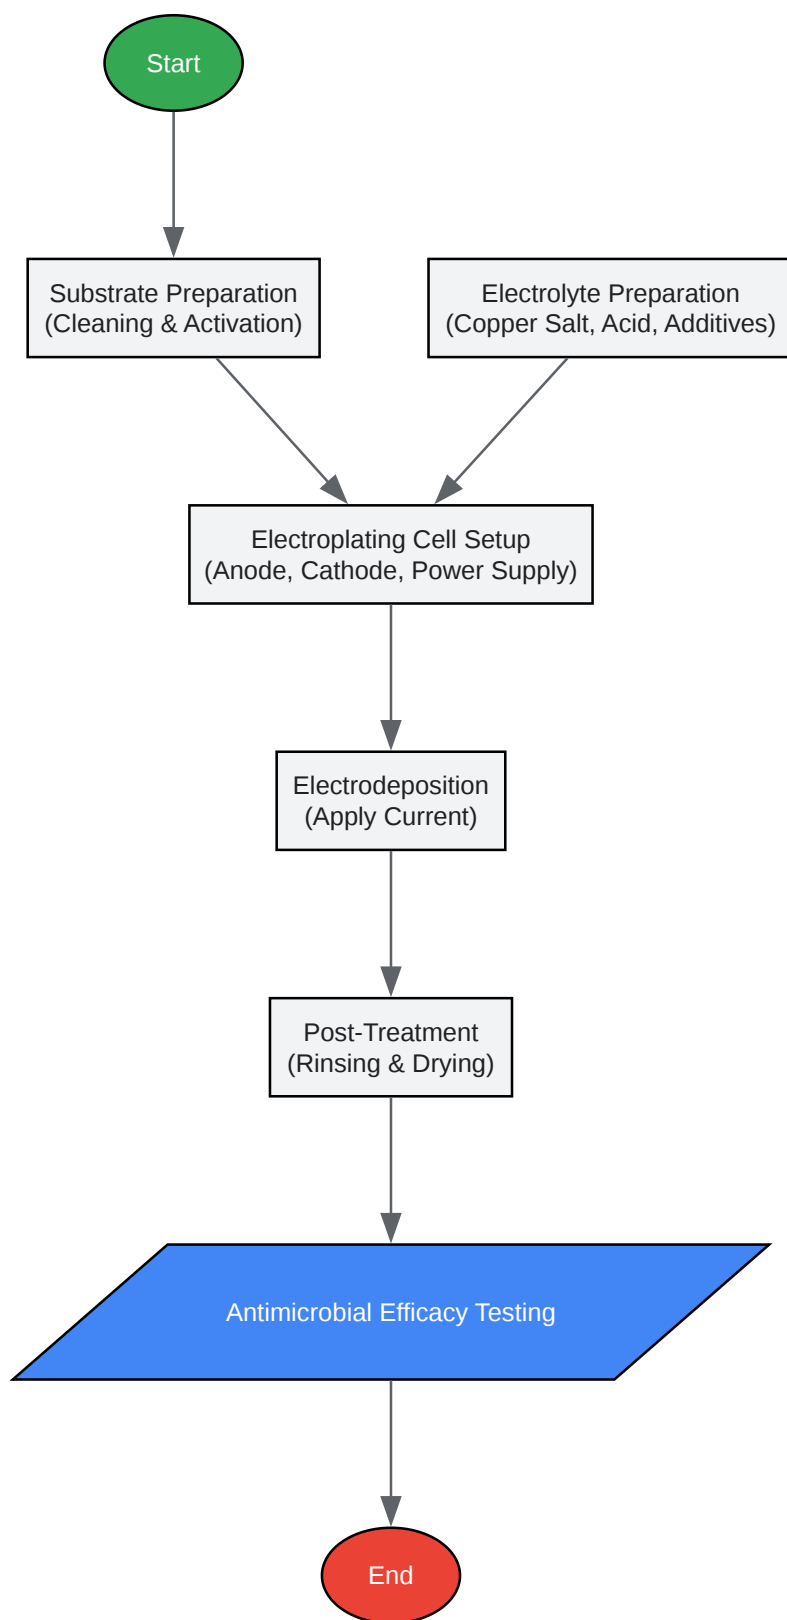 Start
Substrate Preparation
(Cleaning & Activation)
Electrolyte Preparation
(Copper Salt, Acid, Additives)
Electroplating Cell Setup
(Anode, Cathode, Power Supply)
Electrodeposition
(Apply Current)
Post-Treatment
(Rinsing & Drying)
Antimicrobial Efficacy Testing
End